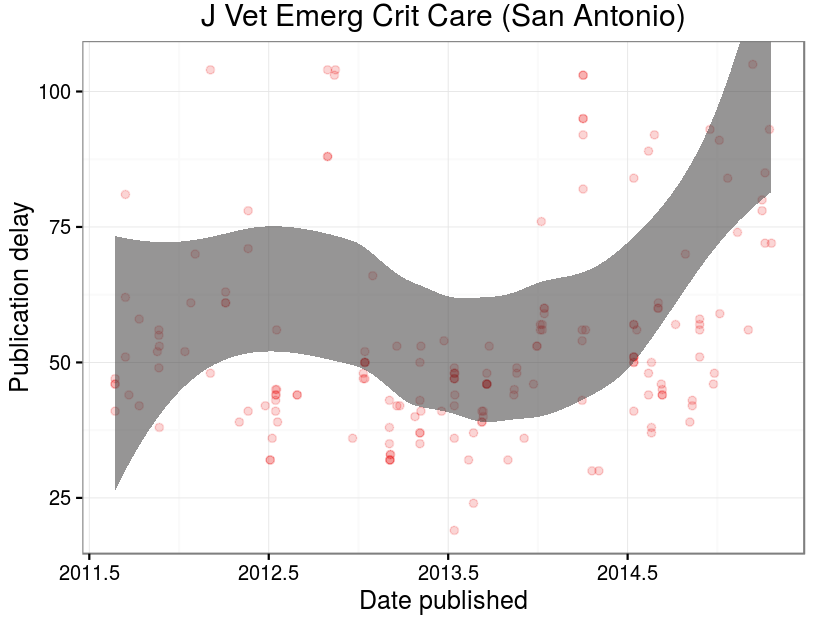 J Vet Emerg Crit Care (San Antonio)
Publication delay
100
75
50
25
2011.5 2012.5 2013.5 2014.5
Date published